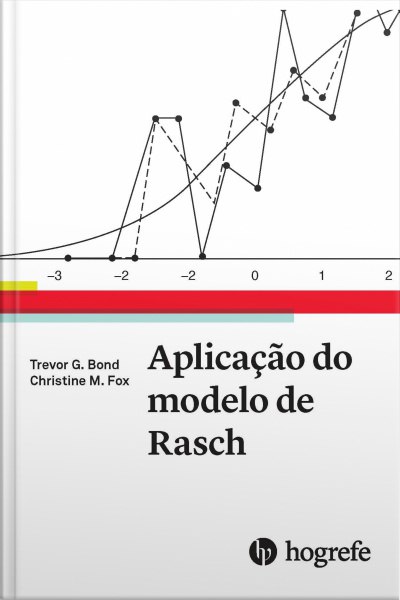 -3 -2 -2 0 1 2
Trevor G. Bond
Christine M. Fox
Aplicação do
modelo de
Rasch
hogrefe